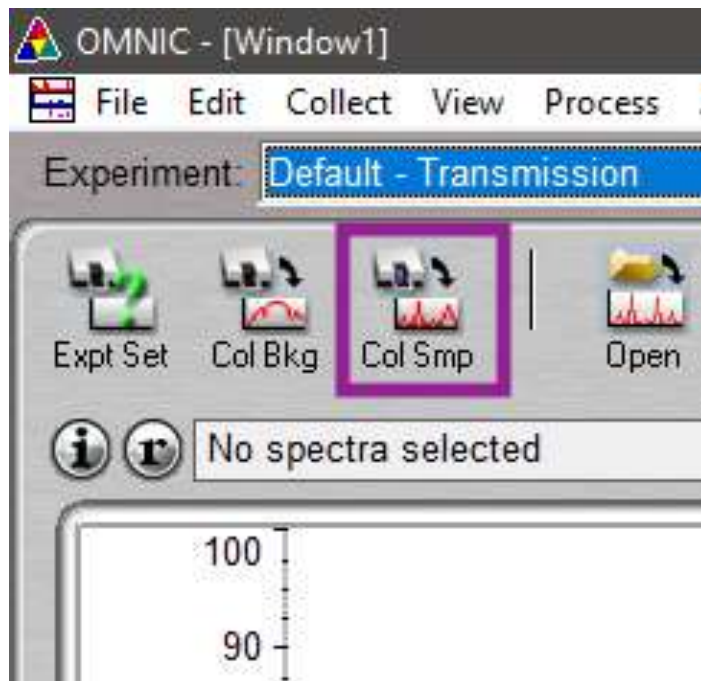 OMNIC - [Window1]
File Edit Collect View Process
Experiment: Default - Transmission
Expt Set Col Bkg Col Smp Open
i r No spectra selected
100
90